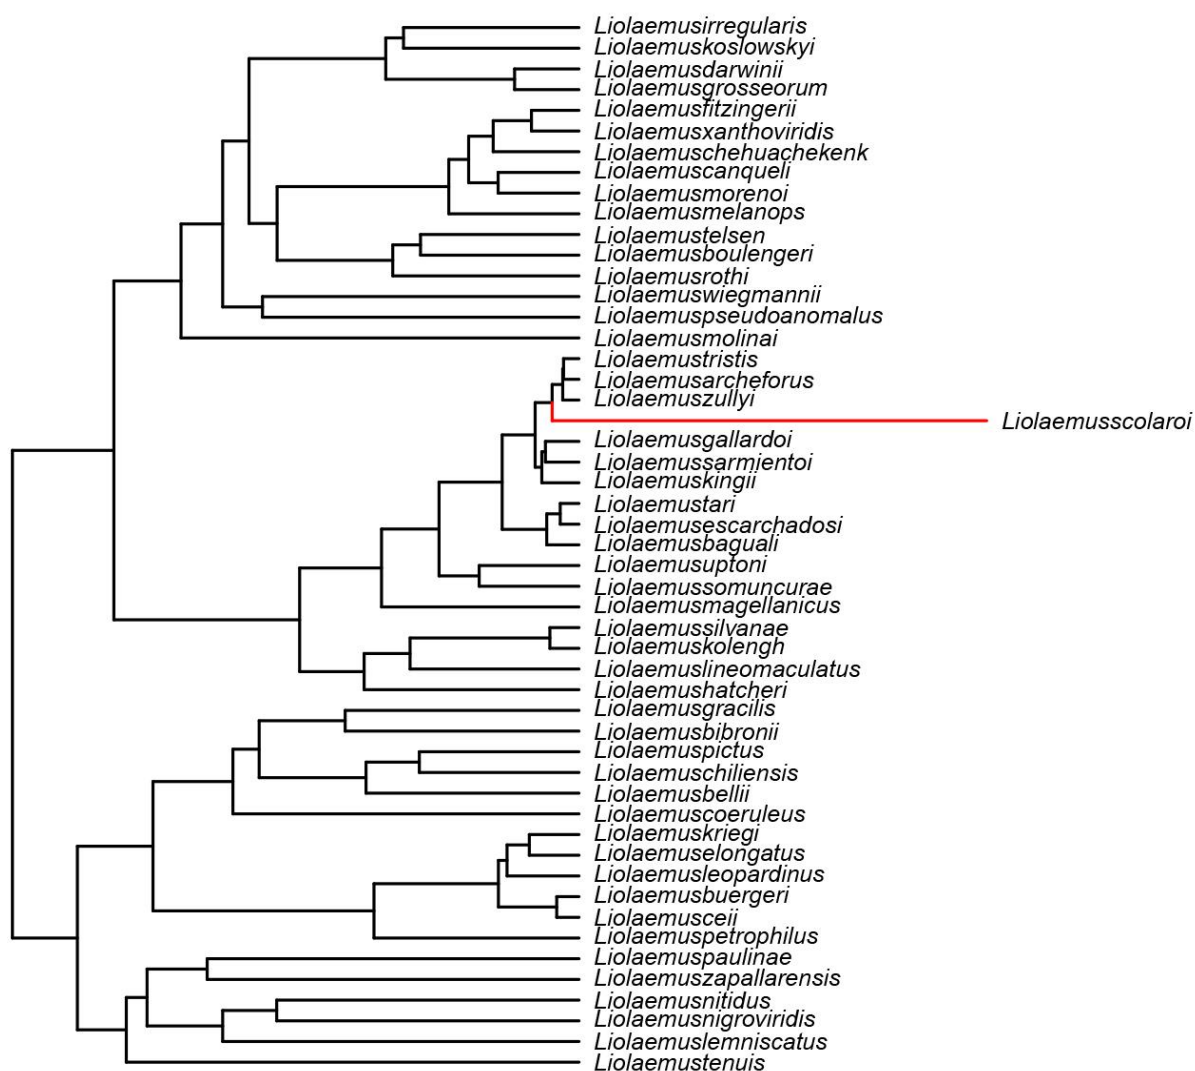 Liolaemusirregularis
Liolaemuskoslowskyi
Liolaemusdarwinii
Liolaemusgrosseorum
Liolaemusfitzingerii
Liolaemusxanthoviridis
Liolaemuschehuachekenk
Liolaemuscanqueli
Liolaemusmorenoi
Liolaemusmelanops
Liolaemustelsen
Liolaemusboulengeri
Liolaemusrothi
Liolaemuswiegmannii
Liolaemuspseudoanomalus
Liolaemusmolinai
Liolaemustristis
Liolaemusarcheforus
Liolaemuszullyi
Liolaemusscolaroi
Liolaemusgallardoi
Liolaemussarmientoi
Liolaemuskingii
Liolaemustari
Liolaemusescarchadosi
Liolaemusbaguali
Liolaemusuptoni
Liolaemussomuncurae
Liolaemusmagellanicus
Liolaemussilvanae
Liolaemuskolengh
Liolaemuslineomaculatus
Liolaemushatcheri
Liolaemusgracilis
Liolaemusbibronii
Liolaemuspictus
Liolaemuschiliensis
Liolaemusbellii
Liolaemuscoeruleus
Liolaemuskriegi
Liolaemuselongatus
Liolaemusleopardinus
Liolaemusbuergeri
Liolaemusceii
Liolaemuspetrophilus
Liolaemuspaulinae
Liolaemuszapallarensis
Liolaemusnitidus
Liolaemusnigroviridis
Liolaemuslemniscatus
Liolaemustenuis